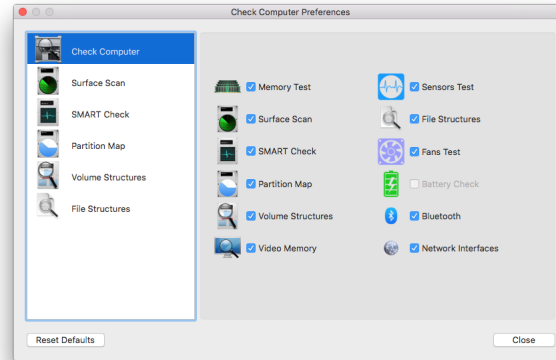 Check Computer Preferences
Check Computer
Surface Scan
SMART Check
Partition Map
Volume Structures
File Structures
Memory Test
Sensors Test
Surface Scan
File Structures
SMART Check
Fans Test
Partition Map
Battery Check
Volume Structures
Bluetooth
Video Memory
Network Interfaces
Reset Defaults
Close